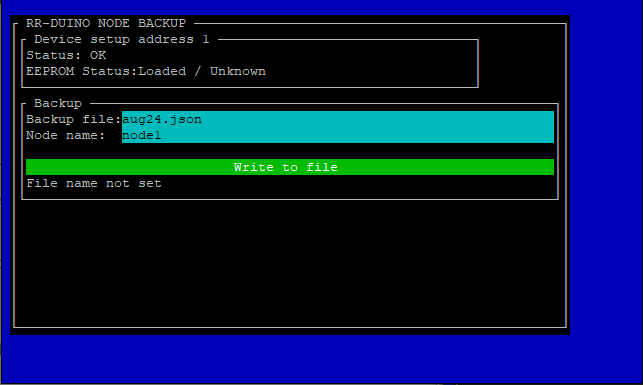 RR-DUINO NODE BACKUP
Device setup address 1
Status: OK
EEPROM Status:Loaded / Unknown
Backup
Backup file:aug24.json
Node name: node1
Write to file
File name not set